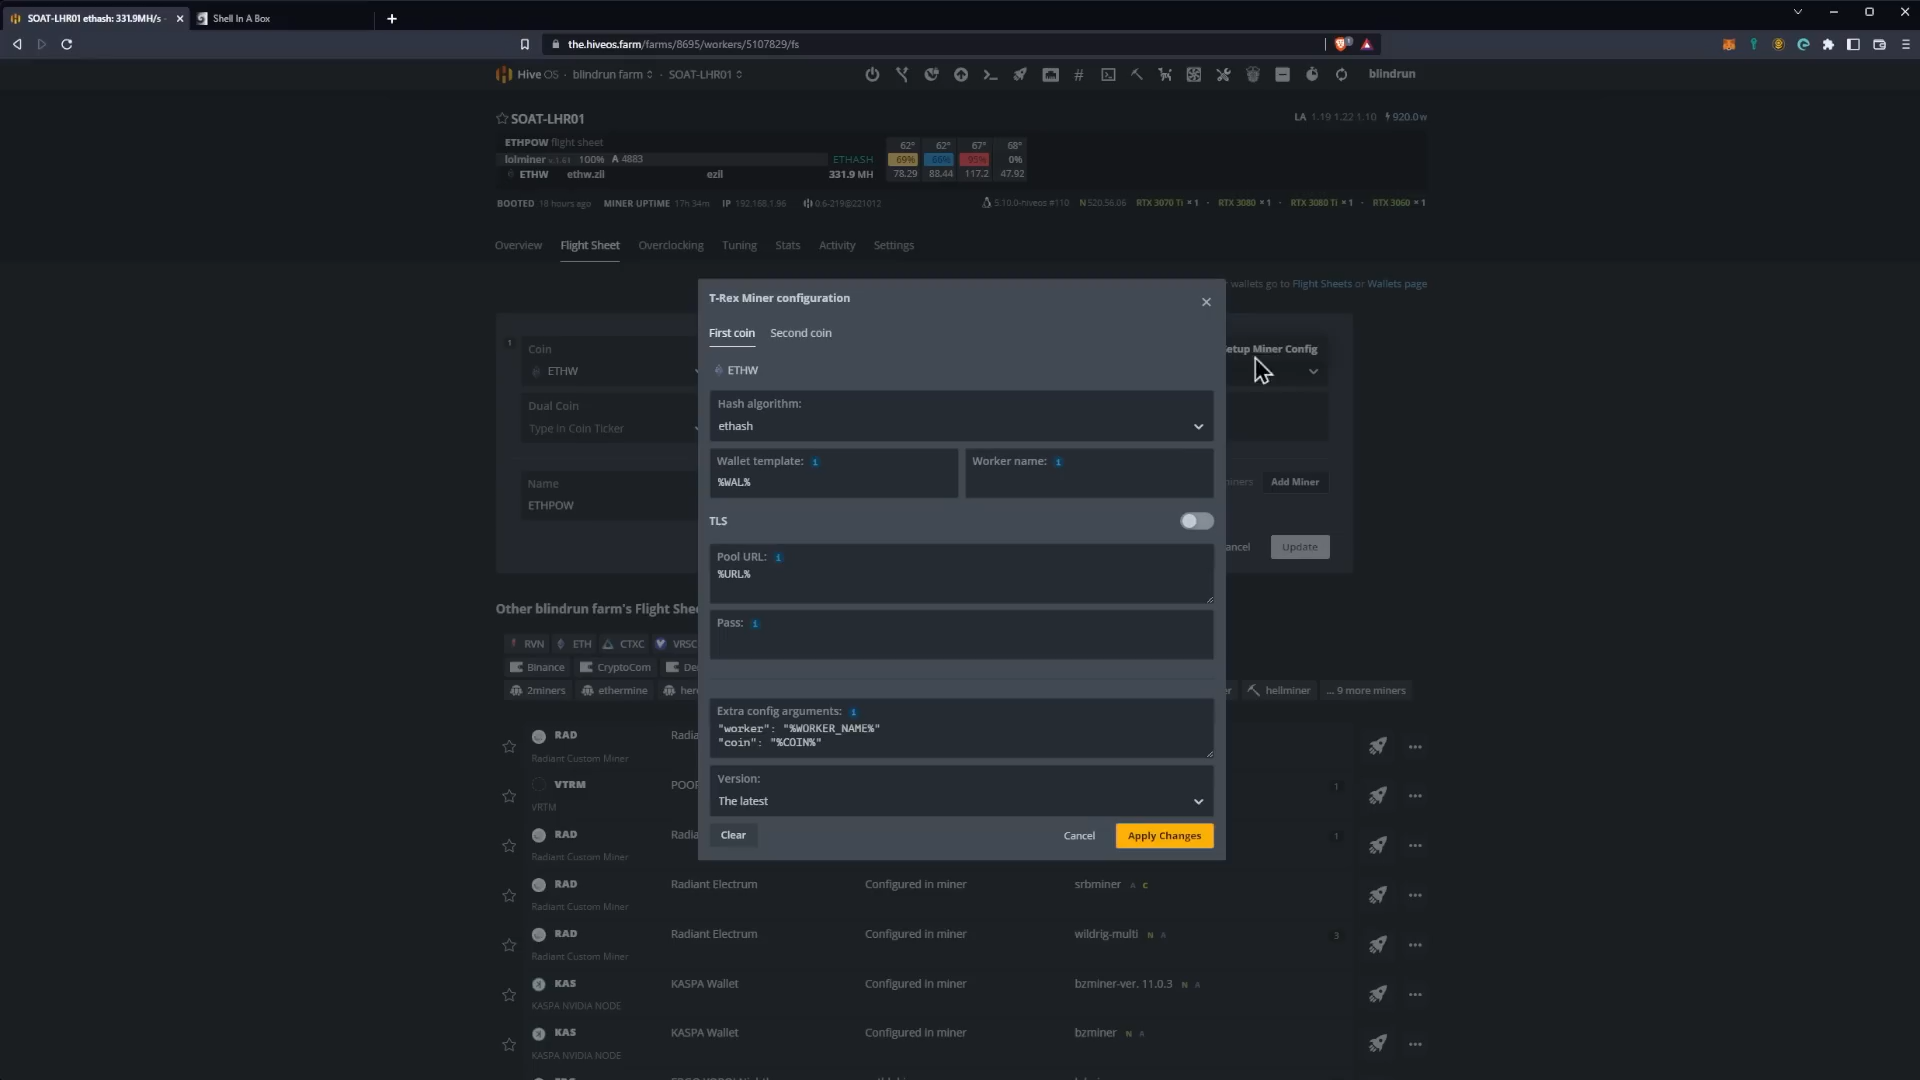 SOAT-LHR01 ethash: 331.9MH/s
Shell In A Box
the.hiveos.farm/farms/8695/workers/5107829/fs
Hive OS · blindrun farm · SOAT-LHR01
blindrun
SOAT-LHR01
LA 1.19 1.22 1.10 920.0 w
ETHPOW flight sheet
lolminer v.1.61 100% A 4883 ETHASH
ETHW ethw.zil ezil 331.9 MH
62° 62° 67° 68°
69% 66% 95% 0%
78.29 88.44 117.2 47.92
BOOTED 18 hours ago MINER UPTIME 17h 34m IP 192.168.1.96 0.6-219@221012
5.10.0-hiveos #110 N 520.56.06 RTX 3070 Ti × 1 · RTX 3080 × 1 · RTX 3080 Ti × 1 · RTX 3060 × 1
Overview Flight Sheet Overclocking Tuning Stats Activity Settings
wallets go to Flight Sheets or Wallets page
T-Rex Miner configuration
First coin Second coin
1
Coin
ETHW
etup Miner Config
Dual Coin
Type in Coin Ticker
Name
ETHPOW
ETHW
Hash algorithm:
ethash
Wallet template:
%WAL%
Worker name:
TLS
Pool URL:
%URL%
Pass:
Extra config arguments:
"worker": "%WORKER_NAME%"
"coin": "%COIN%"
Version:
The latest
Clear Cancel Apply Changes
niners Add Miner
ancel Update
Other blindrun farm's Flight Shee
RVN ETH CTXC VRSC
Binance CryptoCom De
2miners ethermine her
er hellminer ... 9 more miners
RAD Radia
Radiant Custom Miner
VTRM POOF 1
VRTM
RAD Radia 1
Radiant Custom Miner
RAD Radiant Electrum Configured in miner srbminer A C
Radiant Custom Miner
RAD Radiant Electrum Configured in miner wildrig-multi N A 3
Radiant Custom Miner
KAS KASPA Wallet Configured in miner bzminer-ver. 11.0.3 N A
KASPA NVIDIA NODE
KAS KASPA Wallet Configured in miner bzminer N A
KASPA NVIDIA NODE